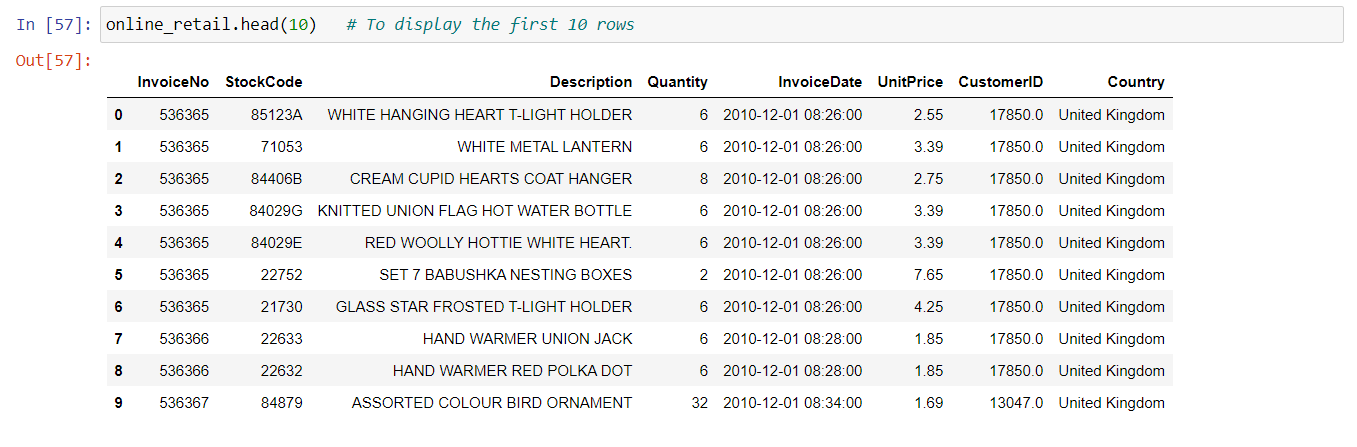 In [57]: online_retail.head(10) # To display the first 10 rows
Out[57]:
InvoiceNo StockCode Description Quantity InvoiceDate UnitPrice CustomerID Country
0 536365 85123A WHITE HANGING HEART T-LIGHT HOLDER 6 2010-12-01 08:26:00 2.55 17850.0 United Kingdom
1 536365 71053 WHITE METAL LANTERN 6 2010-12-01 08:26:00 3.39 17850.0 United Kingdom
2 536365 84406B CREAM CUPID HEARTS COAT HANGER 8 2010-12-01 08:26:00 2.75 17850.0 United Kingdom
3 536365 84029G KNITTED UNION FLAG HOT WATER BOTTLE 6 2010-12-01 08:26:00 3.39 17850.0 United Kingdom
4 536365 84029E RED WOOLLY HOTTIE WHITE HEART. 6 2010-12-01 08:26:00 3.39 17850.0 United Kingdom
5 536365 22752 SET 7 BABUSHKA NESTING BOXES 2 2010-12-01 08:26:00 7.65 17850.0 United Kingdom
6 536365 21730 GLASS STAR FROSTED T-LIGHT HOLDER 6 2010-12-01 08:26:00 4.25 17850.0 United Kingdom
7 536366 22633 HAND WARMER UNION JACK 6 2010-12-01 08:28:00 1.85 17850.0 United Kingdom
8 536366 22632 HAND WARMER RED POLKA DOT 6 2010-12-01 08:28:00 1.85 17850.0 United Kingdom
9 536367 84879 ASSORTED COLOUR BIRD ORNAMENT 32 2010-12-01 08:34:00 1.69 13047.0 United Kingdom